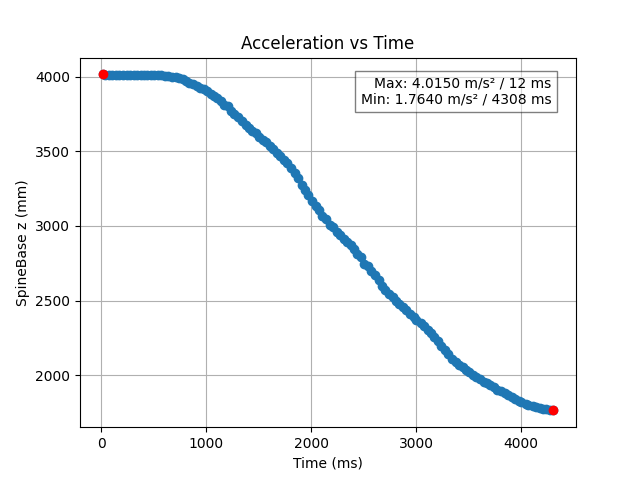 Acceleration vs Time
Max: 4.0150 m/s² / 12 ms
Min: 1.7640 m/s² / 4308 ms
SpineBase z (mm)
4000
3500
3000
2500
2000
0 1000 2000 3000 4000
Time (ms)